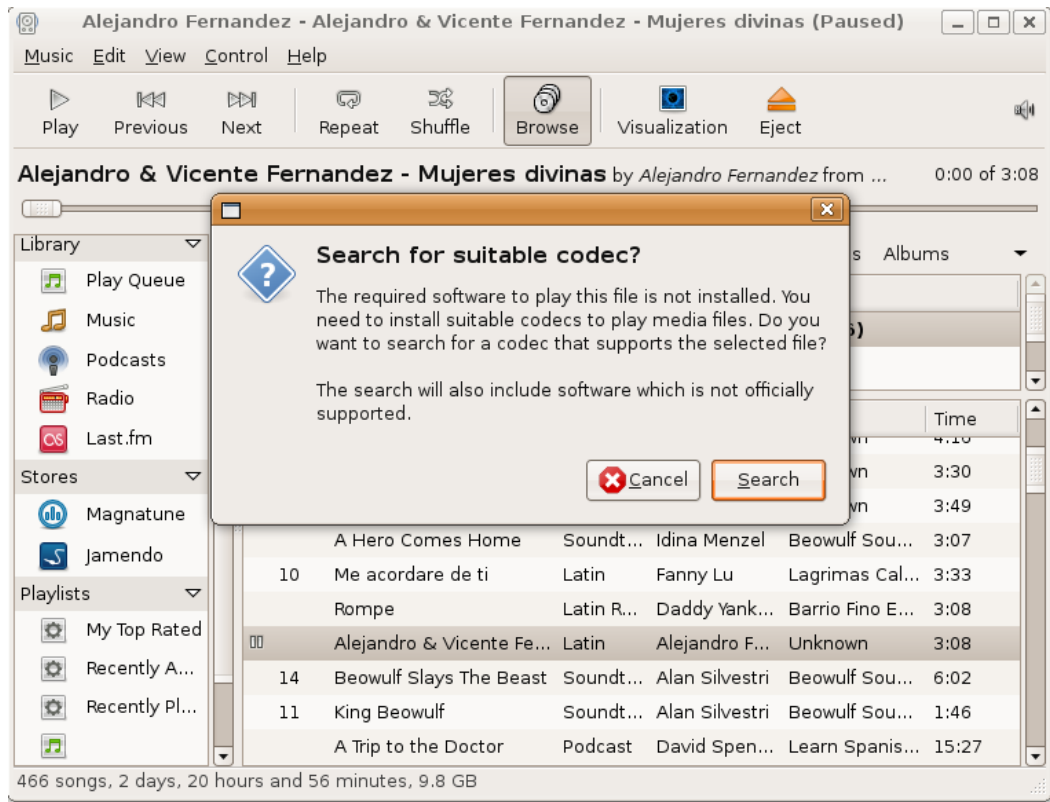 Alejandro Fernandez - Alejandro & Vicente Fernandez - Mujeres divinas (Paused)
Music Edit View Control Help
Play Previous Next Repeat Shuffle Browse Visualization Eject
Alejandro & Vicente Fernandez - Mujeres divinas by Alejandro Fernandez from ... 0:00 of 3:08
Library
Play Queue
Music
Podcasts
Radio
Last.fm
Stores
Magnatune
Jamendo
Playlists
My Top Rated
Recently A...
Recently Pl...
Search for suitable codec?
The required software to play this file is not installed. You
need to install suitable codecs to play media files. Do you
want to search for a codec that supports the selected file?
The search will also include software which is not officially
supported.
Cancel Search
s Albums
Time
3:30
3:49
A Hero Comes Home Soundt... Idina Menzel Beowulf Sou... 3:07
10 Me acordare de ti Latin Fanny Lu Lagrimas Cal... 3:33
Rompe Latin R... Daddy Yank... Barrio Fino E... 3:08
Alejandro & Vicente Fe... Latin Alejandro F... Unknown 3:08
14 Beowulf Slays The Beast Soundt... Alan Silvestri Beowulf Sou... 6:02
11 King Beowulf Soundt... Alan Silvestri Beowulf Sou... 1:46
A Trip to the Doctor Podcast David Spen... Learn Spanis... 15:27
466 songs, 2 days, 20 hours and 56 minutes, 9.8 GB